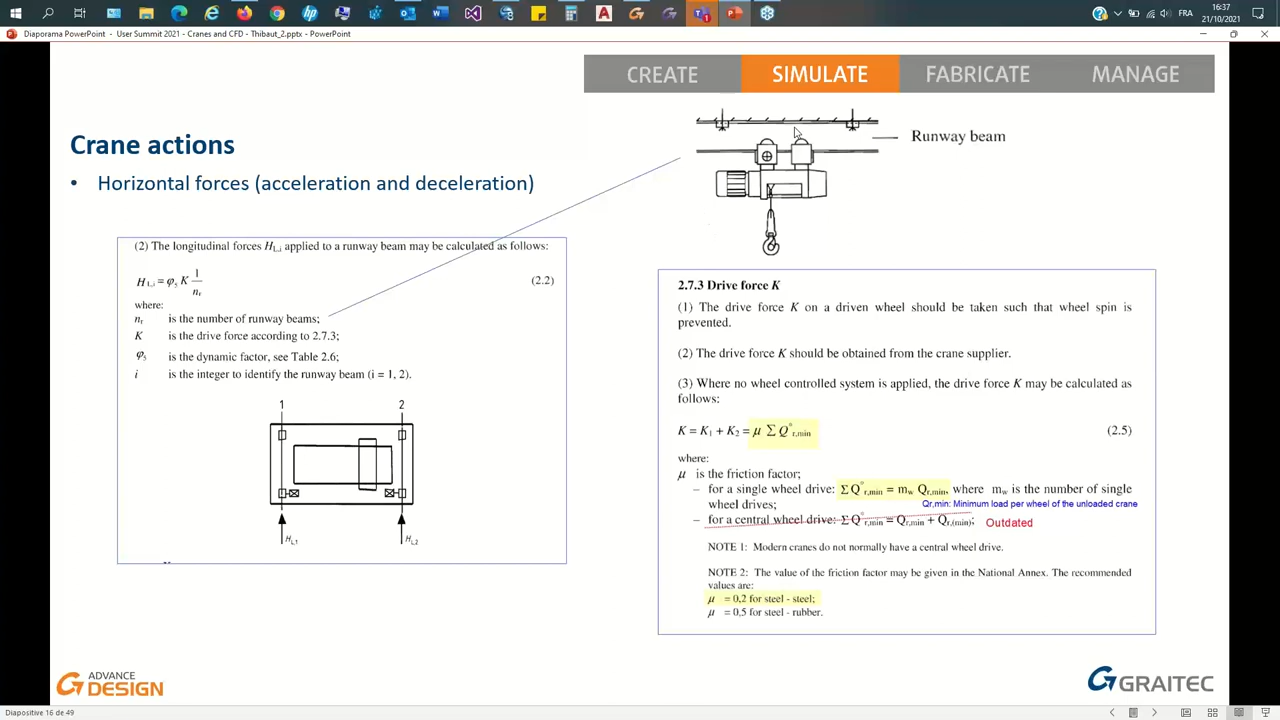 16:37
FRA
21/10/2021
Diaporama PowerPoint - User Summit 2021 - Cranes and CFD - Thibaut_2.pptx - PowerPoint
CREATE
SIMULATE
FABRICATE
MANAGE
Crane actions
• Horizontal forces (acceleration and deceleration)
Runway beam
(2) The longitudinal forces H_L,i applied to a runway beam may be calculated as follows:
H_L,i = φ_5 K 1/n_r (2.2)
where:
n_r is the number of runway beams;
K is the drive force according to 2.7.3;
φ_5 is the dynamic factor, see Table 2.6;
i is the integer to identify the runway beam (i = 1, 2).
1 2
H_L,1 H_L,2
2.7.3 Drive force K
(1) The drive force K on a driven wheel should be taken such that wheel spin is
prevented.
(2) The drive force K should be obtained from the crane supplier.
(3) Where no wheel controlled system is applied, the drive force K may be calculated as
follows:
K = K₁ + K₂ = μ ∑ Q°_r,min (2.5)
where:
μ is the friction factor;
– for a single wheel drive: ∑Q°_r,min = m_w Q_r,min, where m_w is the number of single
wheel drives;
Qr,min: Minimum load per wheel of the unloaded crane
– for a central wheel drive: ∑Q°_r,min = Q_r,min + Q_r,(min);
Outdated
NOTE 1: Modern cranes do not normally have a central wheel drive.
NOTE 2: The value of the friction factor may be given in the National Annex. The recommended
values are:
μ = 0,2 for steel - steel;
μ = 0,5 for steel - rubber.
ADVANCE
DESIGN
GRAITEC
Diapositive 16 de 49